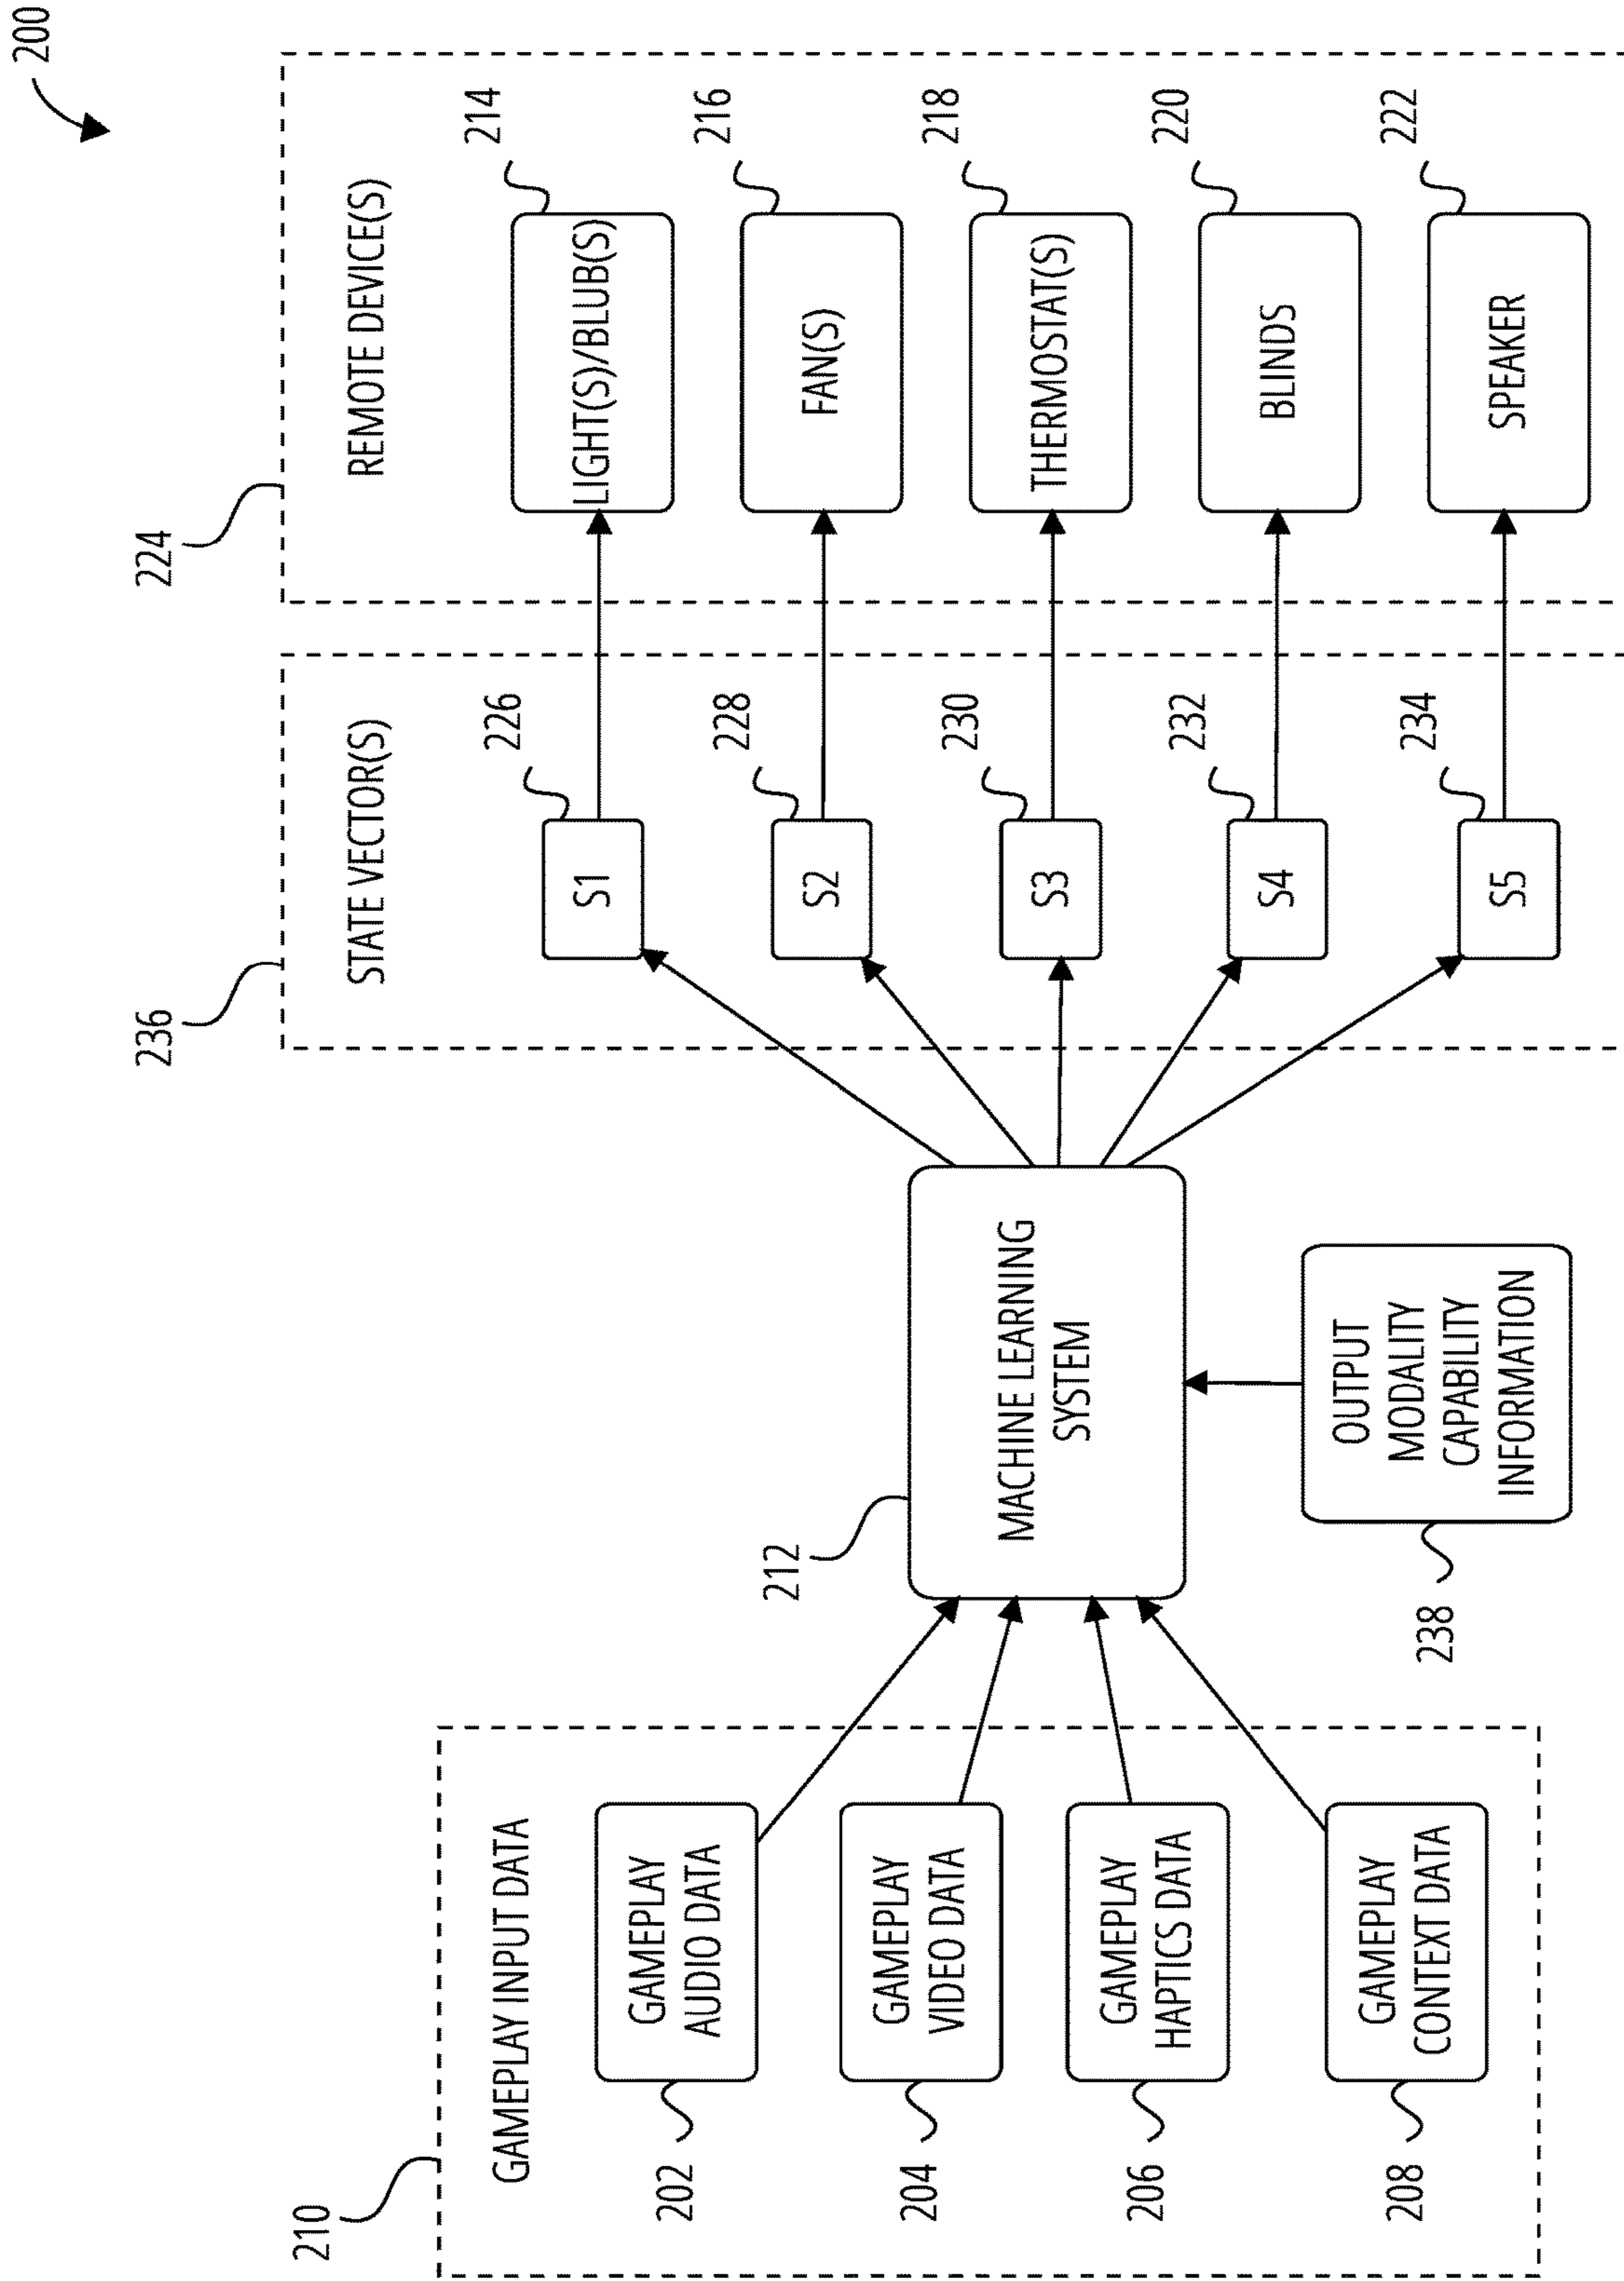 200
210
GAMEPLAY INPUT DATA
202
GAMEPLAY
AUDIO DATA
204
GAMEPLAY
VIDEO DATA
206
GAMEPLAY
HAPTICS DATA
208
GAMEPLAY
CONTEXT DATA
212
MACHINE LEARNING
SYSTEM
238
OUTPUT
MODALITY
CAPABILITY
INFORMATION
236
STATE VECTOR(S)
226
S1
228
S2
230
S3
232
S4
234
S5
224
REMOTE DEVICE(S)
214
LIGHT(S)/BLUB(S)
216
FAN(S)
218
THERMOSTAT(S)
220
BLINDS
222
SPEAKER